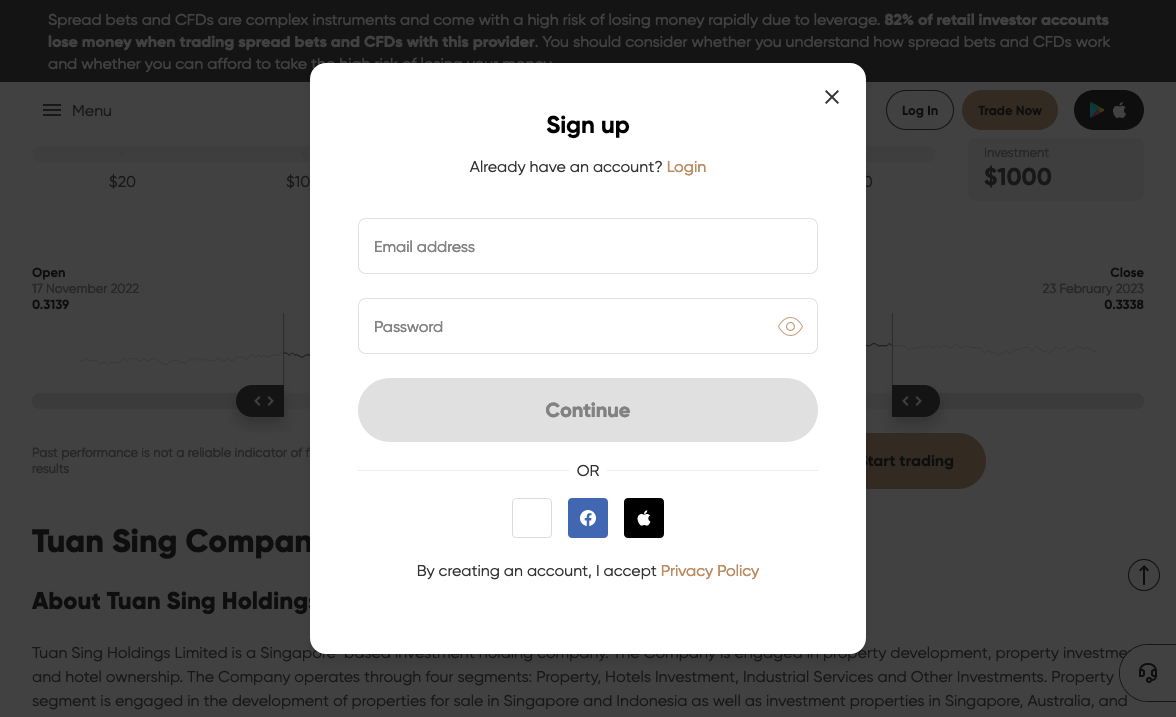 Spread bets and CFDs are complex instruments and come with a high risk of losing money rapidly due to leverage. 82% of retail investor accounts
lose money when trading spread bets and CFDs with this provider. You should consider whether you understand how spread bets and CFDs work
and whether you can afford to take the high risk of losing your money.
Menu
Log In
Trade Now
Sign up
Already have an account? Login
$20
$10
Investment
$1000
Email address
Open
17 November 2022
0.3139
Close
23 February 2023
0.3338
Password
Continue
Past performance is not a reliable indicator of
results
Start trading
OR
Tuan Sing Compan
By creating an account, I accept Privacy Policy
About Tuan Sing Holdings
Tuan Sing Holdings Limited is a Singapore-based investment holding company. The Company is engaged in property development, property investme
and hotel ownership. The Company operates through four segments: Property, Hotels Investment, Industrial Services and Other Investments. Property
segment is engaged in the development of properties for sale in Singapore and Indonesia as well as investment properties in Singapore, Australia, and